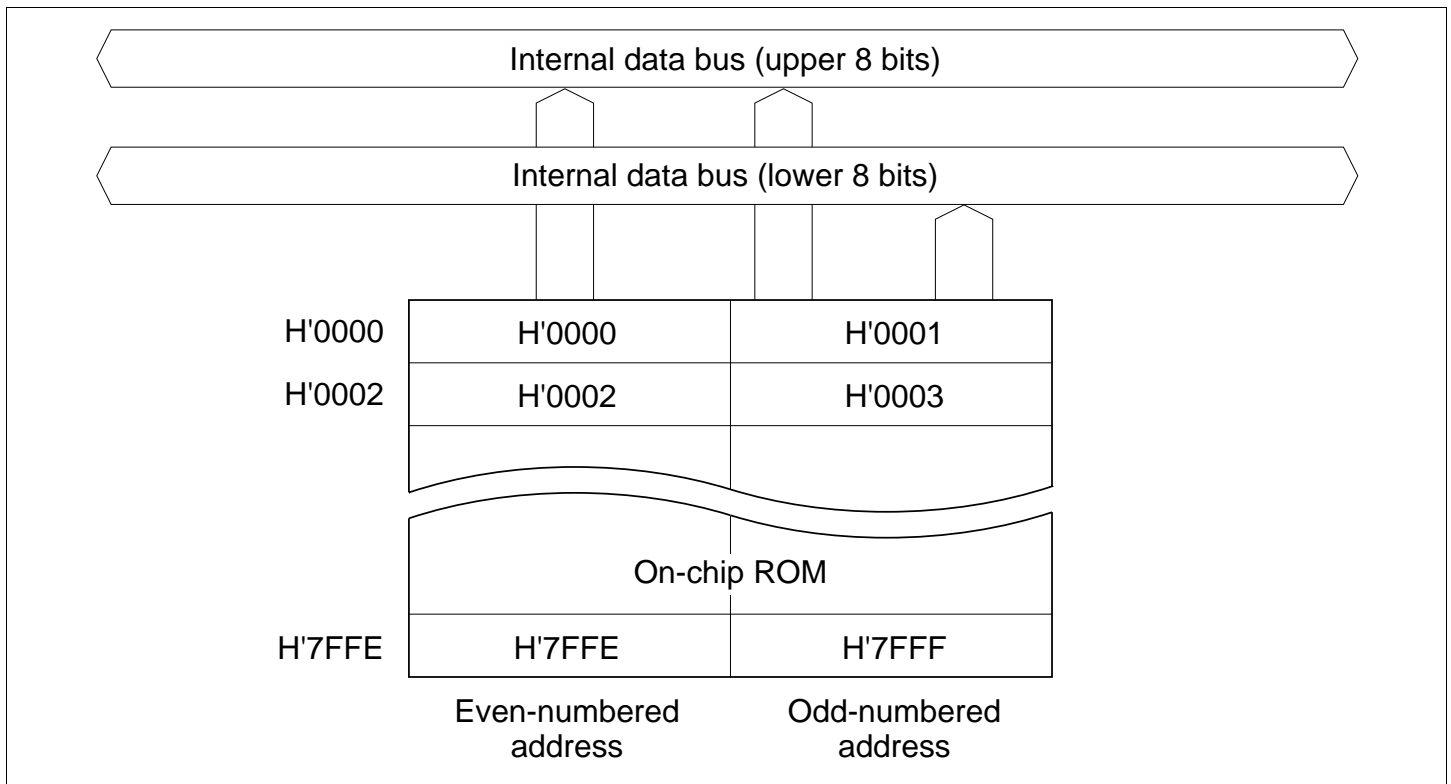 Internal data bus (upper 8 bits)
Internal data bus (lower 8 bits)
H'0000 H'0000 H'0001
H'0002 H'0002 H'0003
On-chip ROM
H'7FFE H'7FFE H'7FFF
Even-numbered address
Odd-numbered address